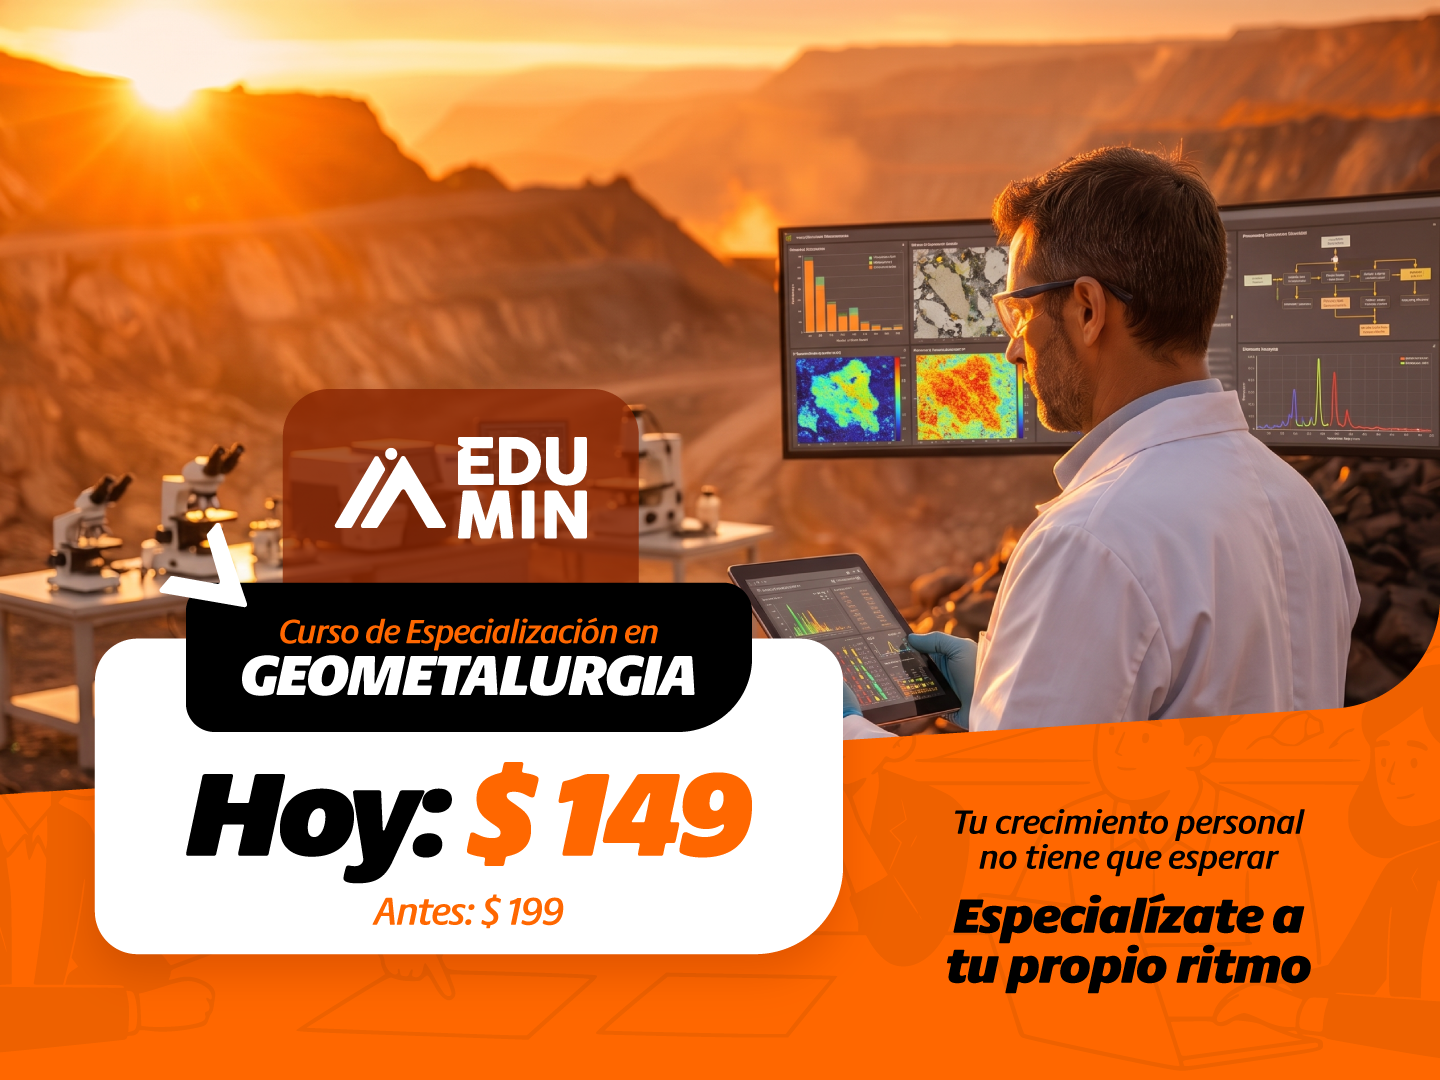 EDU
MIN
Curso de Especialización en
GEOMETALURGIA
Hoy: $ 149
Antes: $ 199
Tu crecimiento personal
no tiene que esperar
Especialízate a
tu propio ritmo